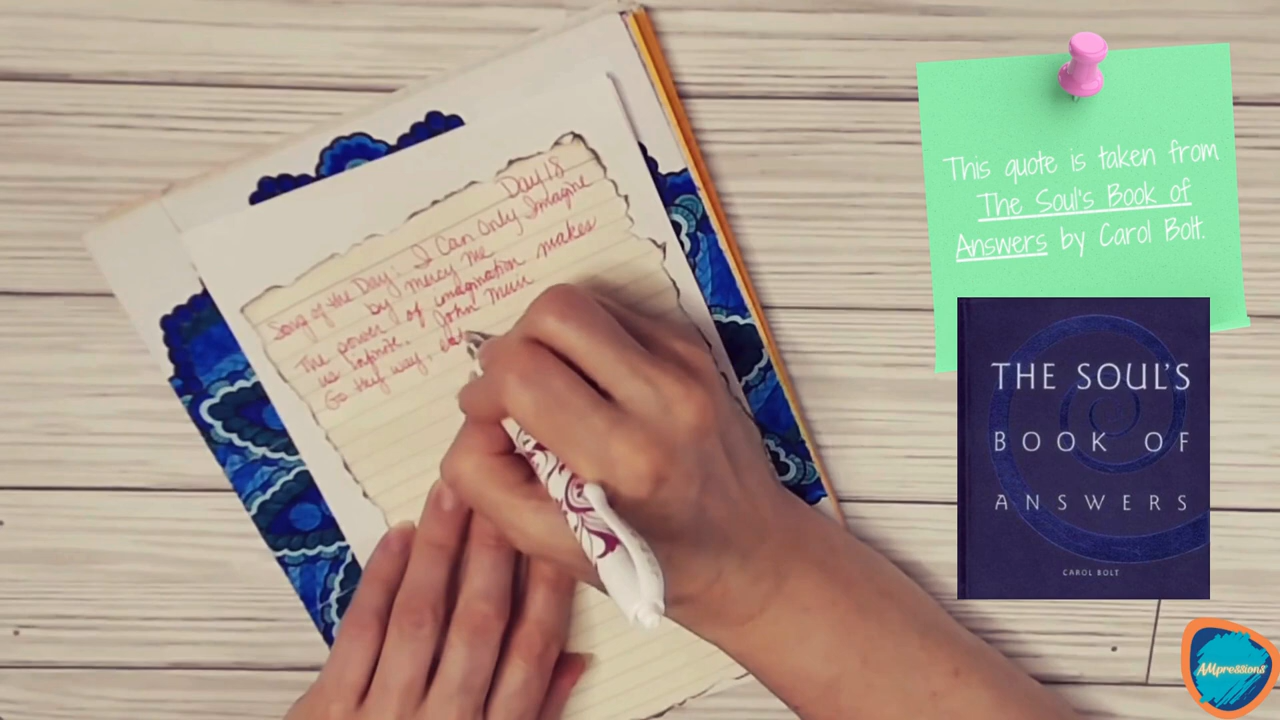 Day 18
Song of the Day: I Can Only Imagine
by mercy me
The power of imagination makes
us infinite. John Muir
Go thy way,
This quote is taken from
The Soul's Book of
Answers by Carol Bolt.
THE SOUL'S
BOOK OF
ANSWERS
CAROL BOLT
AMpressions